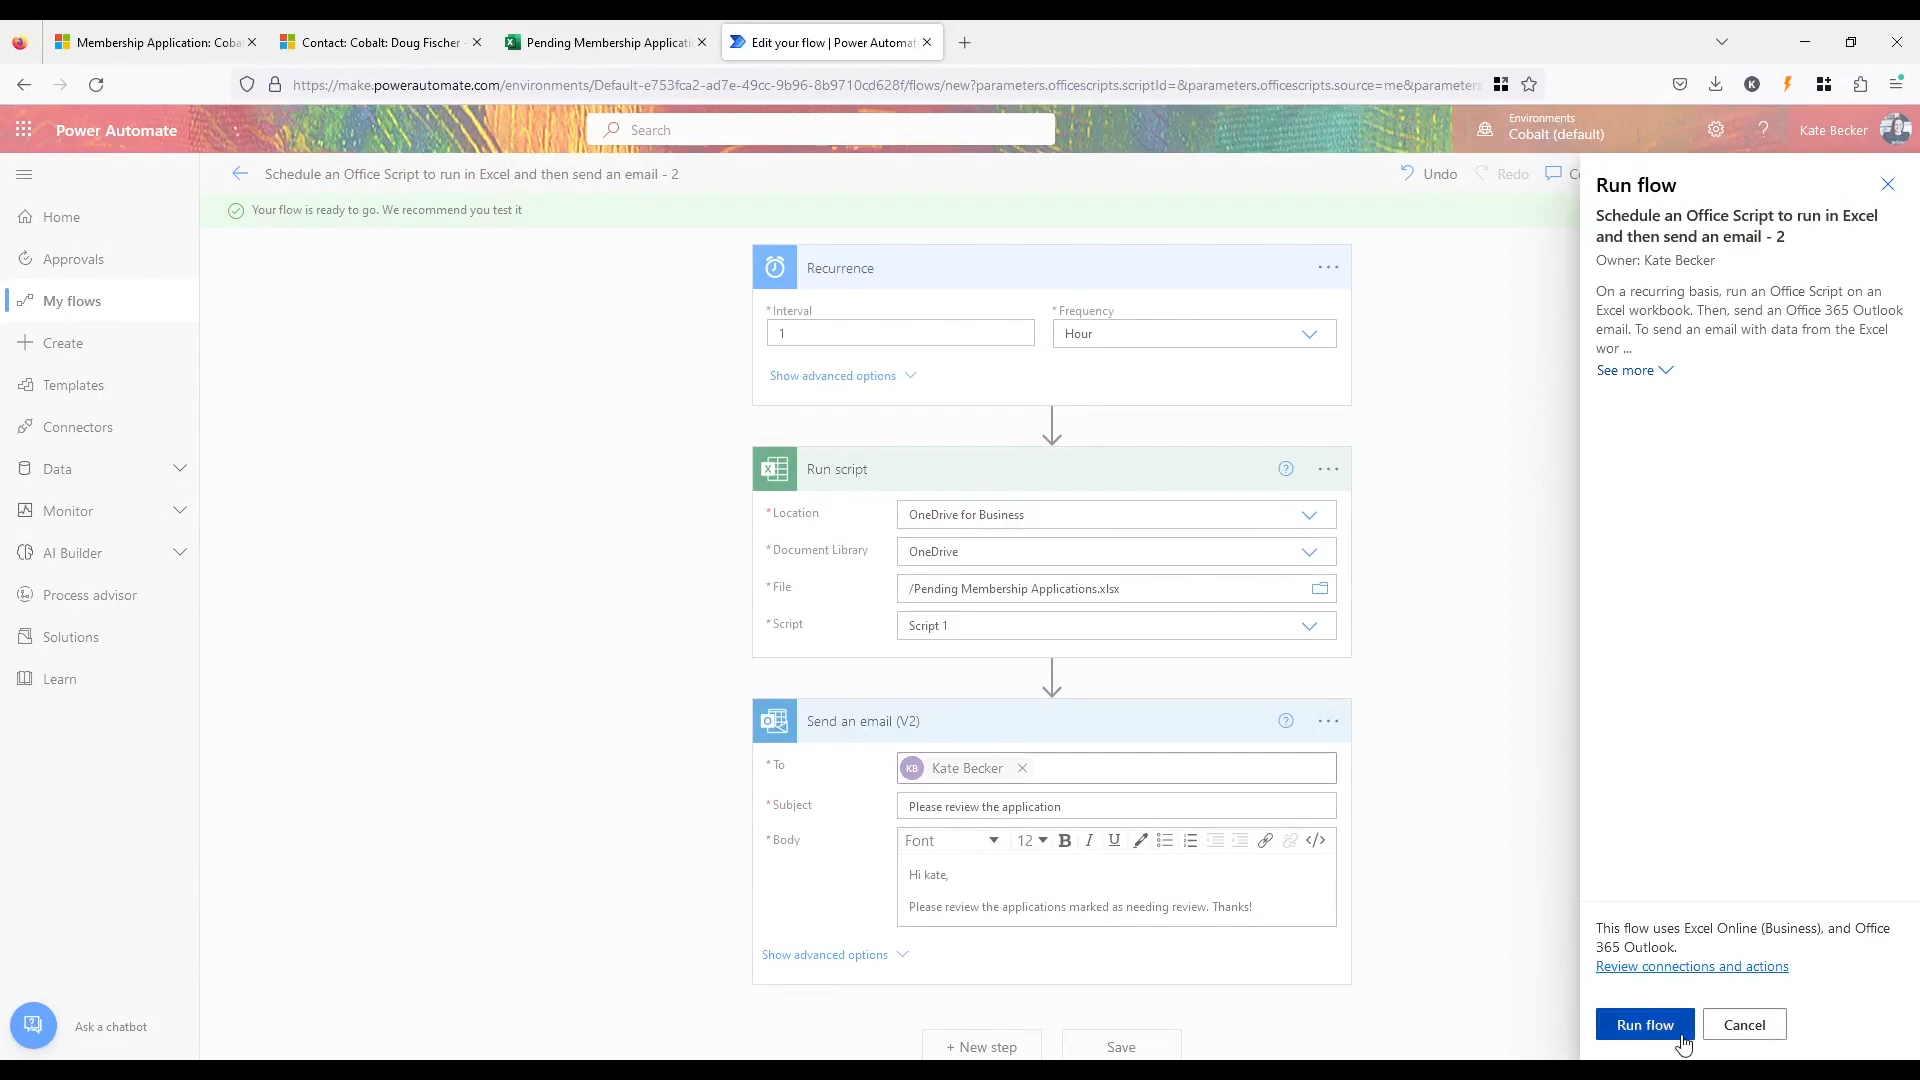 Membership Application: Coba
Contact: Cobalt: Doug Fischer -
Pending Membership Applicati
Edit your flow | Power Automat
https://make.powerautomate.com/environments/Default-e753fca2-ad7e-49cc-9b96-8b9710cd628f/flows/new?parameters.officescripts.scriptId=&parameters.officescripts.source=me&parameters
K
Power Automate
Search
Environments
Cobalt (default)
Kate Becker
Schedule an Office Script to run in Excel and then send an email - 2
Undo
Redo
Your flow is ready to go. We recommend you test it
Home
Approvals
My flows
Create
Templates
Connectors
Data
Monitor
AI Builder
Process advisor
Solutions
Learn
Ask a chatbot
Recurrence
* Interval
* Frequency
1
Hour
Show advanced options
Run script
* Location
OneDrive for Business
* Document Library
OneDrive
* File
/Pending Membership Applications.xlsx
* Script
Script 1
Send an email (V2)
* To
KB Kate Becker
* Subject
Please review the application
* Body
Font
12
Hi kate,
Please review the applications marked as needing review. Thanks!
Show advanced options
+ New step
Save
Run flow
Schedule an Office Script to run in Excel
and then send an email - 2
Owner: Kate Becker
On a recurring basis, run an Office Script on an
Excel workbook. Then, send an Office 365 Outlook
email. To send an email with data from the Excel
wor ...
See more
This flow uses Excel Online (Business), and Office
365 Outlook.
Review connections and actions
Run flow
Cancel